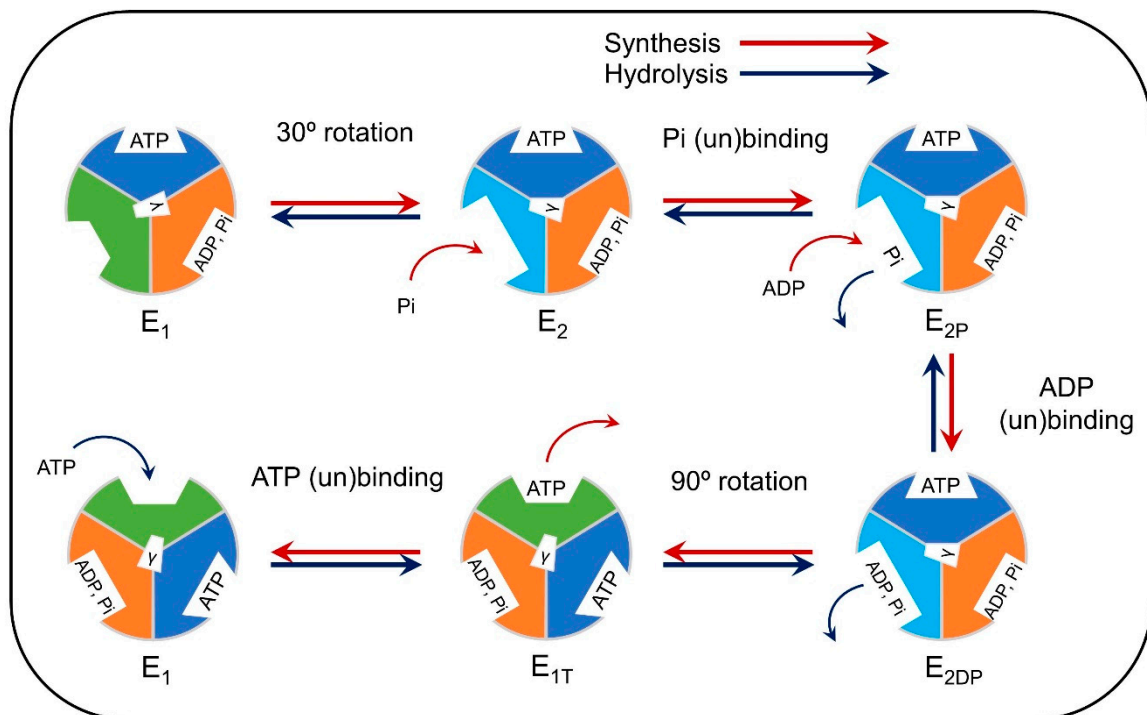 Synthesis
Hydrolysis
ATP
γ
ADP, Pi
E₁
30º rotation
Pi
ATP
γ
ADP, Pi
E₂
Pi (un)binding
ADP
ATP
γ
Pi
ADP, Pi
E₂P
ADP
(un)binding
ATP
γ
ADP, Pi
ATP
E₁
ATP (un)binding
ATP
γ
ADP, Pi
ATP
E₁T
90º rotation
ATP
γ
ADP, Pi
ADP, Pi
E₂DP